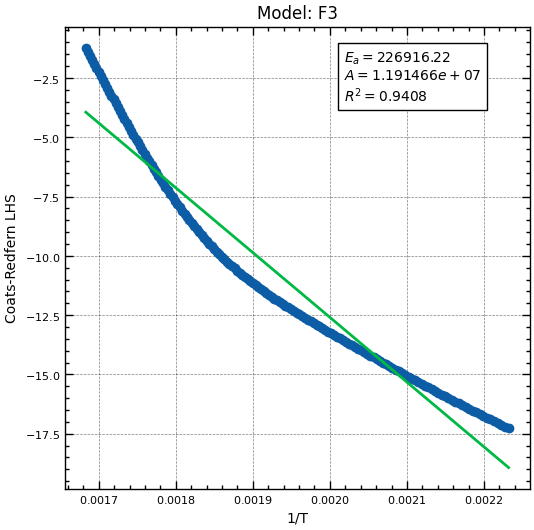 Model: F3
E_a = 226916.22
A = 1.191466e + 07
R² = 0.9408
Coats-Redfern LHS
−2.5
−5.0
−7.5
−10.0
−12.5
−15.0
−17.5
0.0017 0.0018 0.0019 0.0020 0.0021 0.0022
1/T